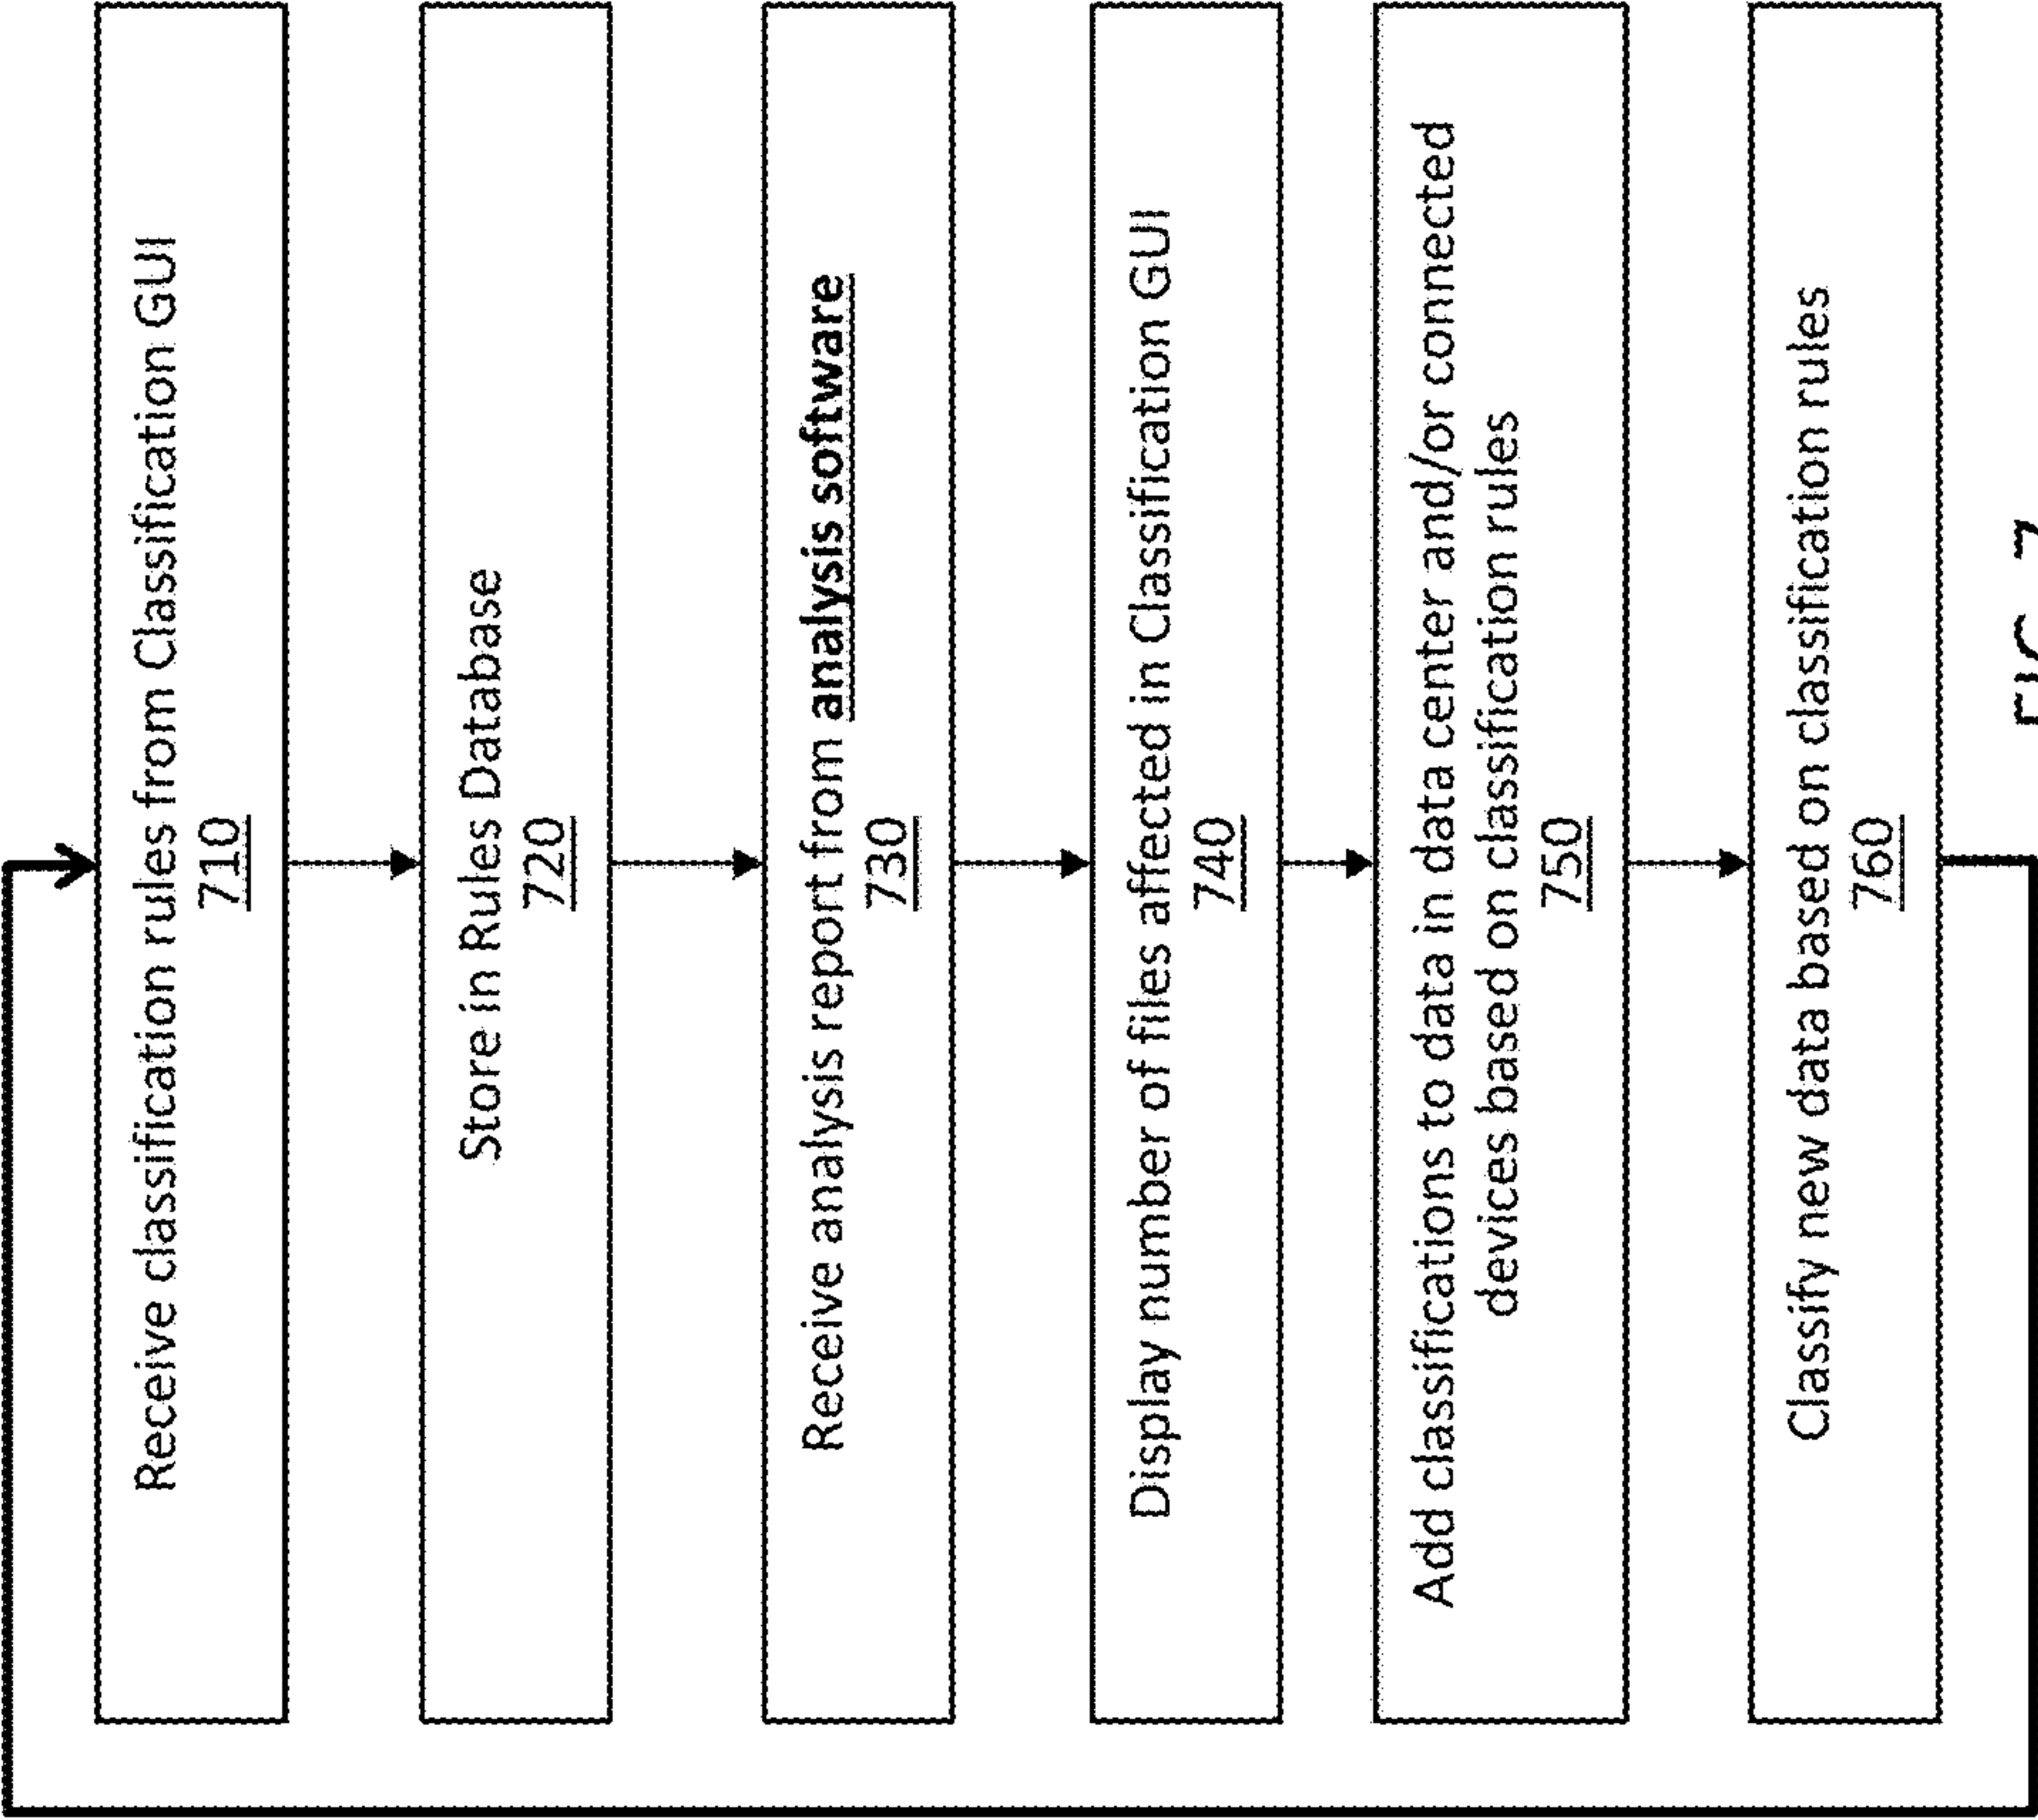 Receive classification rules from Classification GUI
710
Store in Rules Database
720
Receive analysis report from analysis software
730
Display number of files affected in Classification GUI
740
Add classifications to data in data center and/or connected
devices based on classification rules
750
Classify new data based on classification rules
760